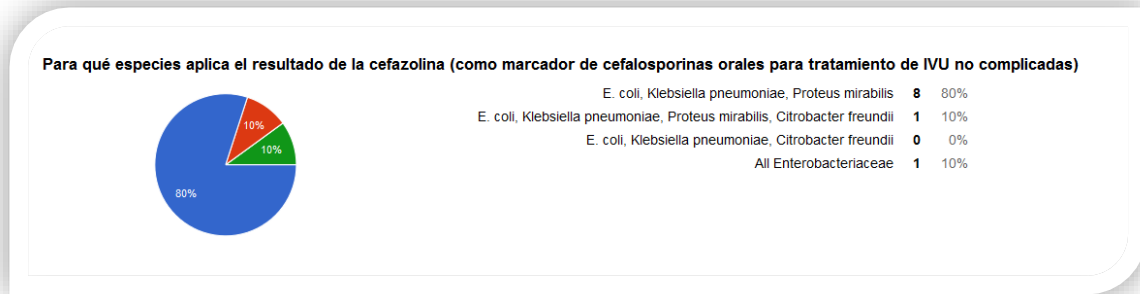 Para qué especies aplica el resultado de la cefazolina (como marcador de cefalosporinas orales para tratamiento de IVU no complicadas)
E. coli, Klebsiella pneumoniae, Proteus mirabilis 8 80%
E. coli, Klebsiella pneumoniae, Proteus mirabilis, Citrobacter freundii 1 10%
E. coli, Klebsiella pneumoniae, Citrobacter freundii 0 0%
All Enterobacteriaceae 1 10%
10%
10%
80%